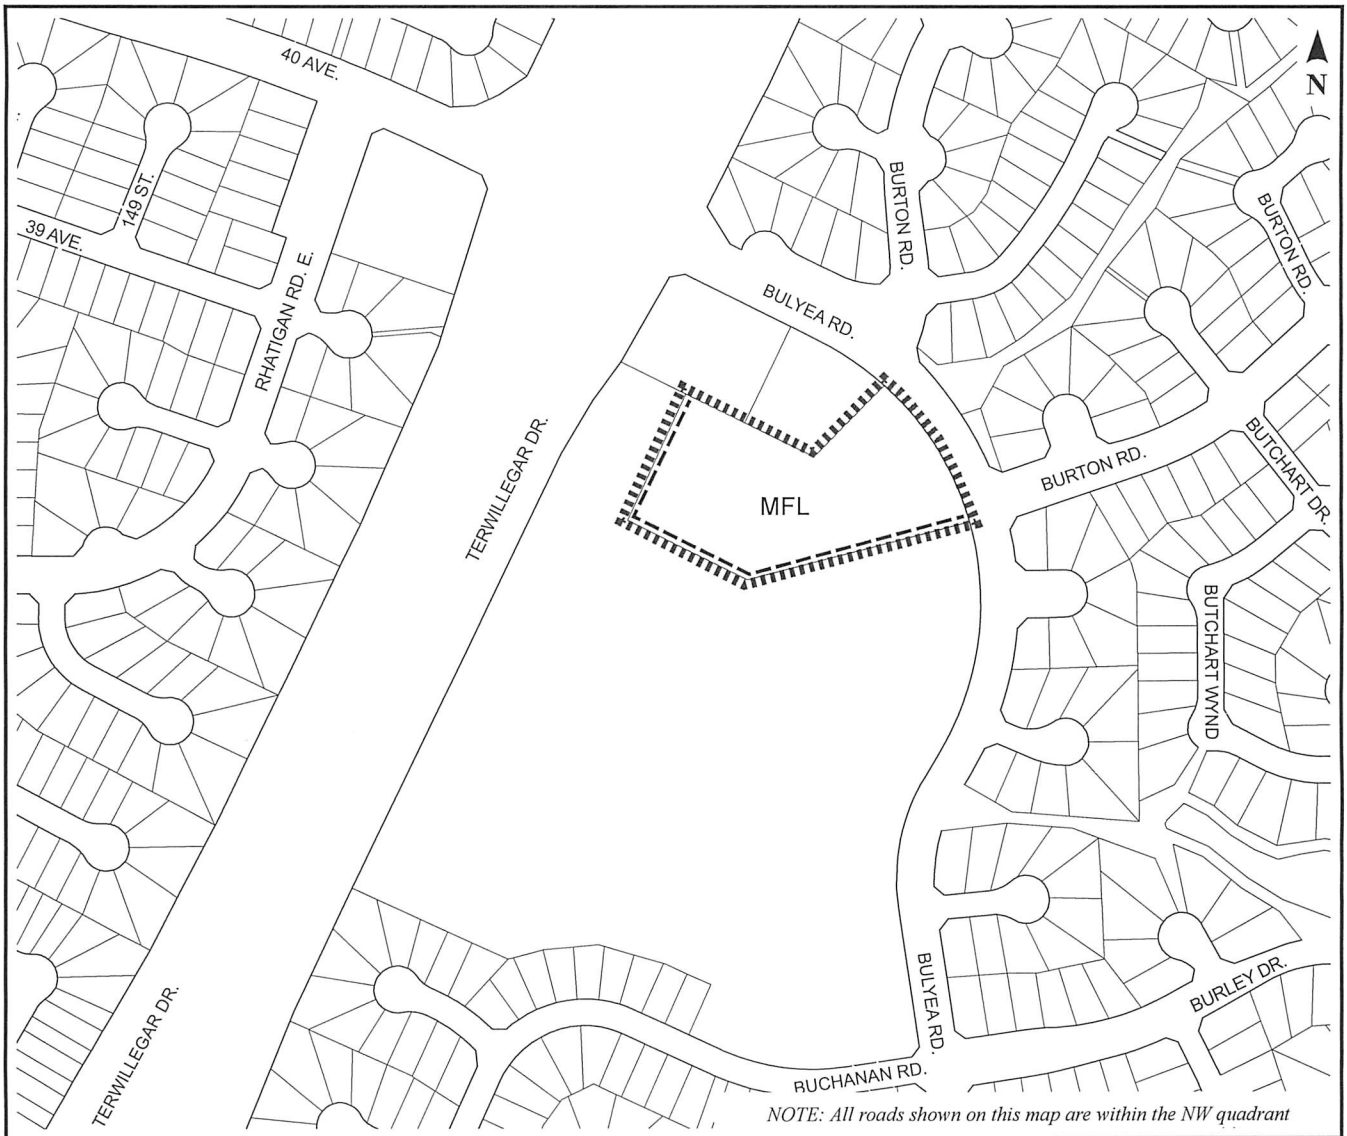 40 AVE.
N
149 ST.
39 AVE.
RHATIGAN RD. E.
BURTON RD.
BURTON RD.
BULYEA RD.
TERWILLEGAR DR.
MFL
BURTON RD.
BUTCHART DR.
BUTCHART WYND
BULYEA RD.
BURLEY DR.
TERWILLEGAR DR.
BUCHANAN RD.
NOTE: All roads shown on this map are within the NW quadrant